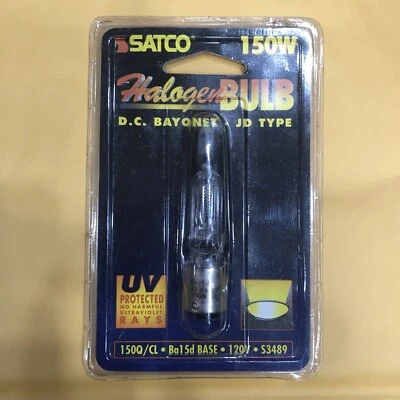 SATCO 150W
Halogen BULB
D.C. BAYONET - JD TYPE
UV
PROTECTED
NO HARMFUL
ULTRAVIOLET
RAYS
150Q/CL • Ba15d BASE • 120V • S3489